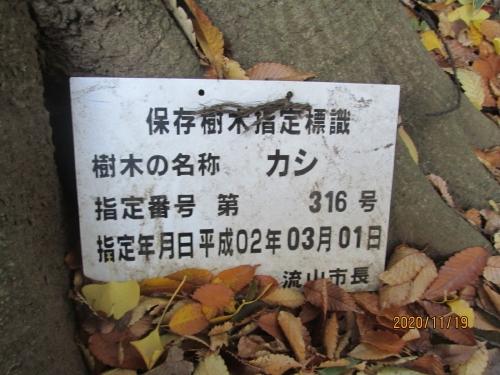 保存樹木指定標識
樹木の名称 カシ
指定番号 第 316 号
指定年月日平成02年03月01日
流山市長
2020/11/19